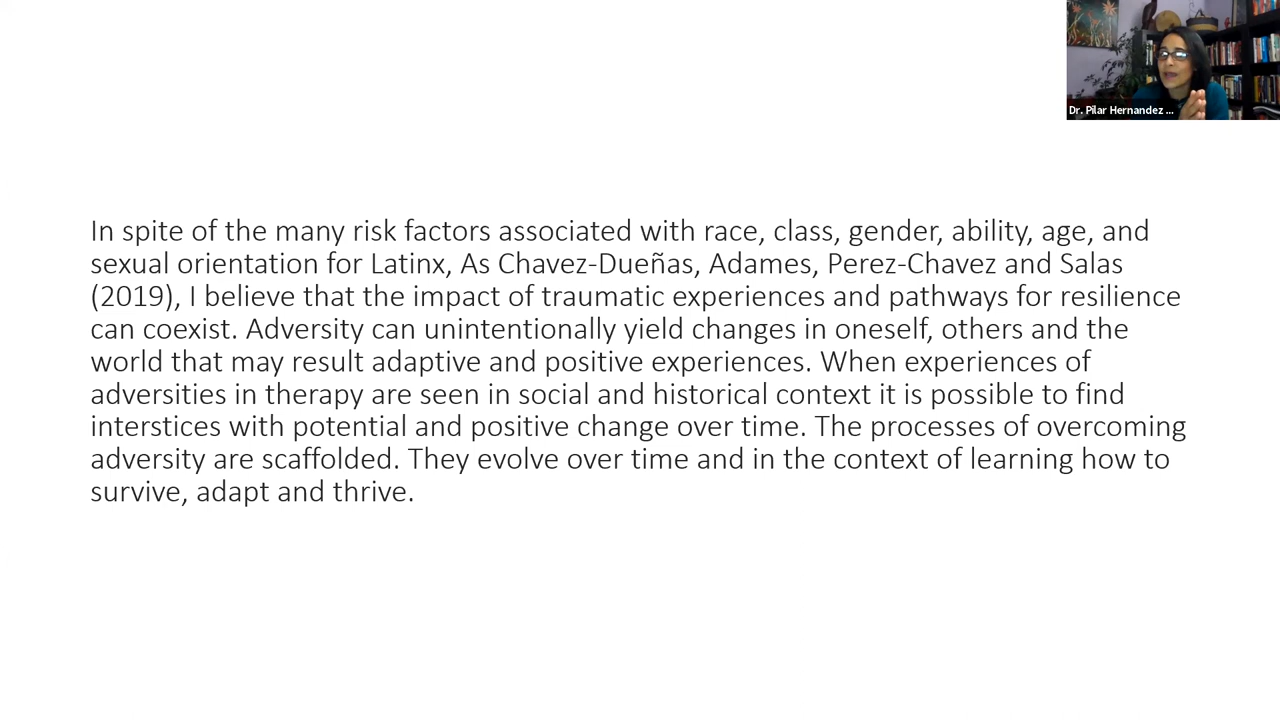 Dr. Pilar Hernandez ...
In spite of the many risk factors associated with race, class, gender, ability, age, and
sexual orientation for Latinx, As Chavez-Dueñas, Adames, Perez-Chavez and Salas
(2019), I believe that the impact of traumatic experiences and pathways for resilience
can coexist. Adversity can unintentionally yield changes in oneself, others and the
world that may result adaptive and positive experiences. When experiences of
adversities in therapy are seen in social and historical context it is possible to find
interstices with potential and positive change over time. The processes of overcoming
adversity are scaffolded. They evolve over time and in the context of learning how to
survive, adapt and thrive.